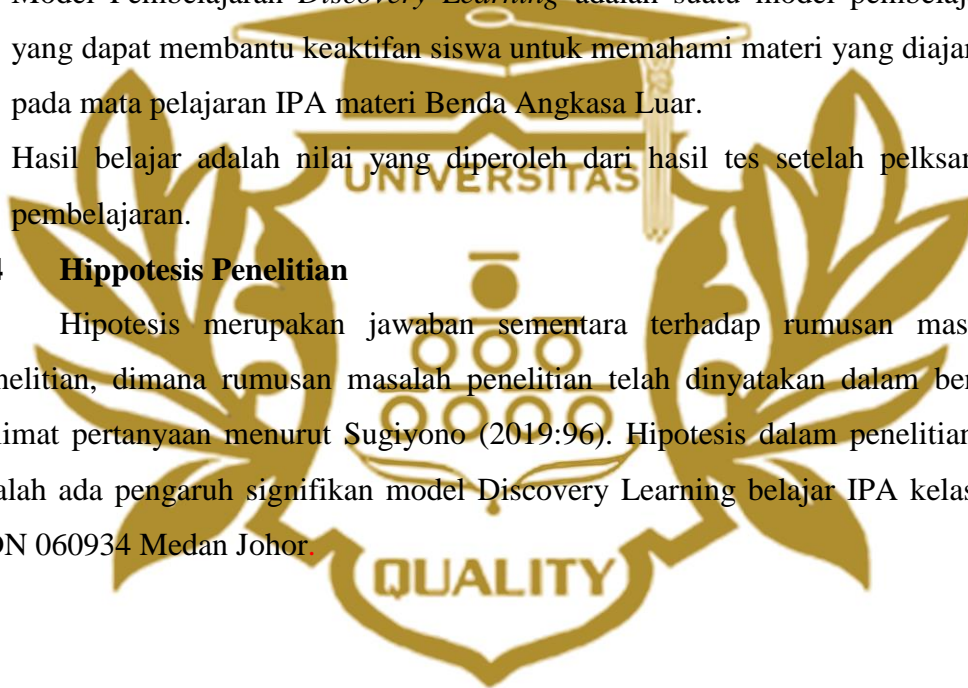 Model Pembelajaran Discovery Learning adalah suatu model pembelaj
yang dapat membantu keaktifan siswa untuk memahami materi yang diajar
pada mata pelajaran IPA materi Benda Angkasa Luar.
Hasil belajar adalah nilai yang diperoleh dari hasil tes setelah pelksan
UNIVERSITAS
pembelajaran.
4 Hippotesis Penelitian
Hipotesis merupakan jawaban sementara terhadap rumusan mas
nelitian, dimana rumusan masalah penelitian telah dinyatakan dalam ben
limat pertanyaan menurut Sugiyono (2019:96). Hipotesis dalam penelitian
alah ada pengaruh signifikan model Discovery Learning belajar IPA kelas
DN 060934 Medan Johor.
QUALITY